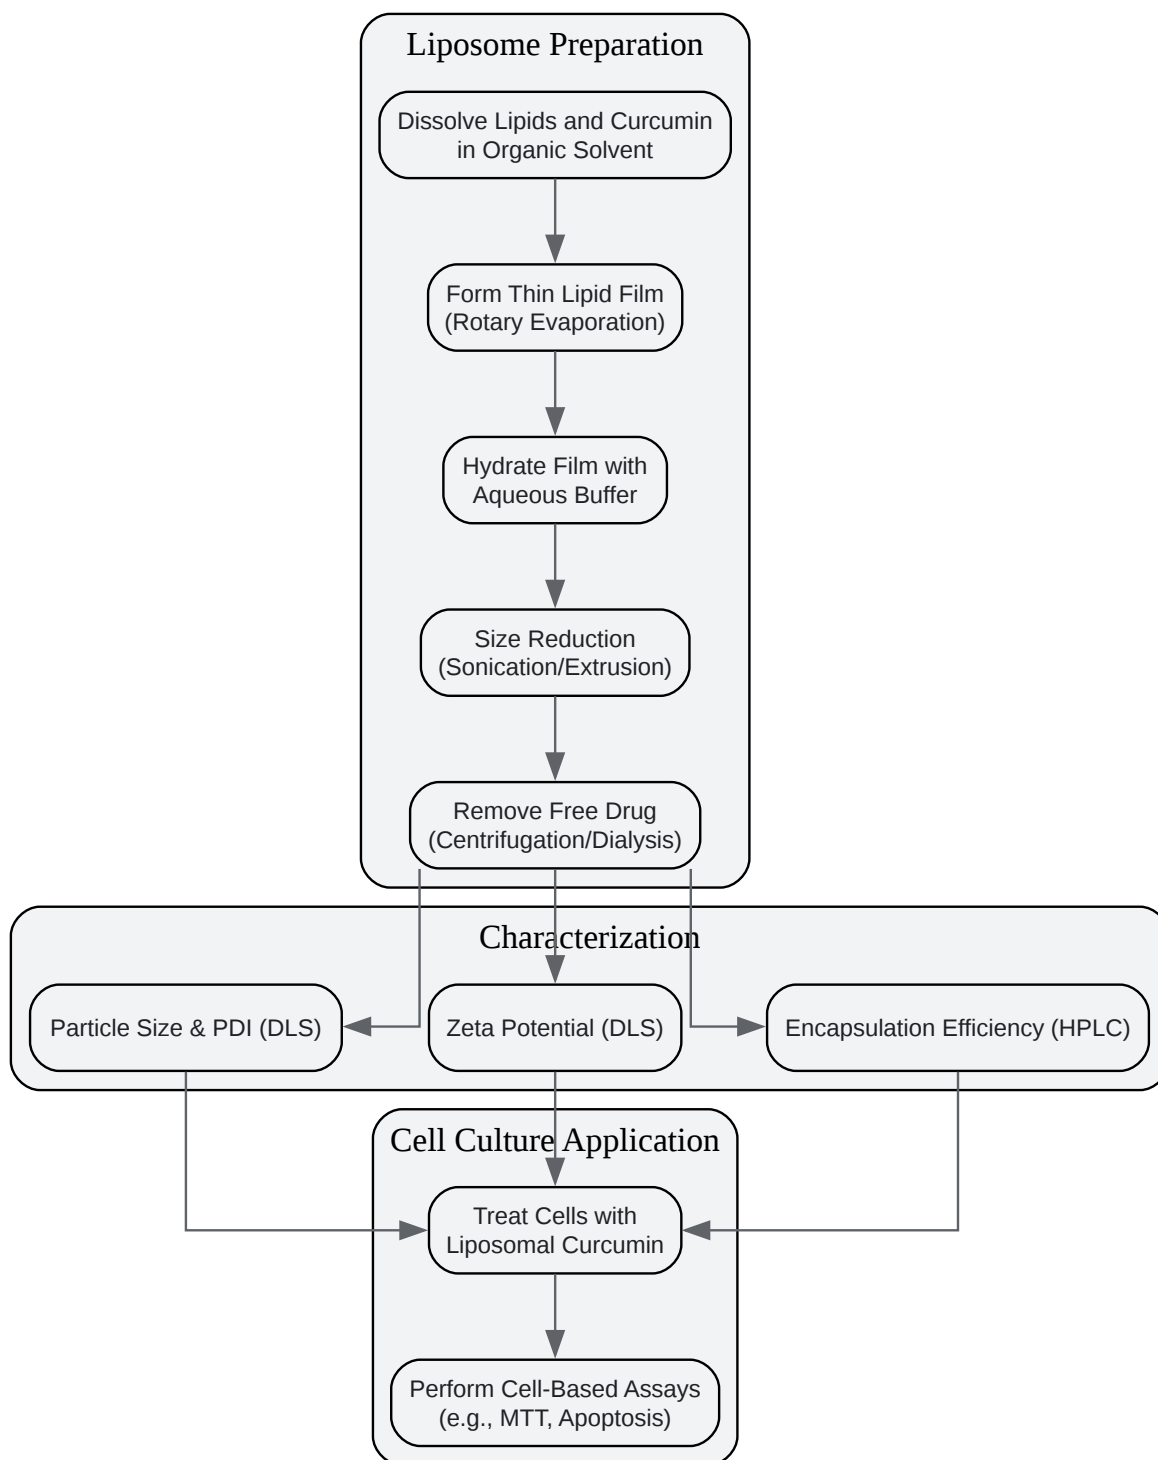 Liposome Preparation
Dissolve Lipids and Curcumin
in Organic Solvent
Form Thin Lipid Film
(Rotary Evaporation)
Hydrate Film with
Aqueous Buffer
Size Reduction
(Sonication/Extrusion)
Remove Free Drug
(Centrifugation/Dialysis)
Characterization
Particle Size & PDI (DLS)
Zeta Potential (DLS)
Encapsulation Efficiency (HPLC)
Cell Culture Application
Treat Cells with
Liposomal Curcumin
Perform Cell-Based Assays
(e.g., MTT, Apoptosis)